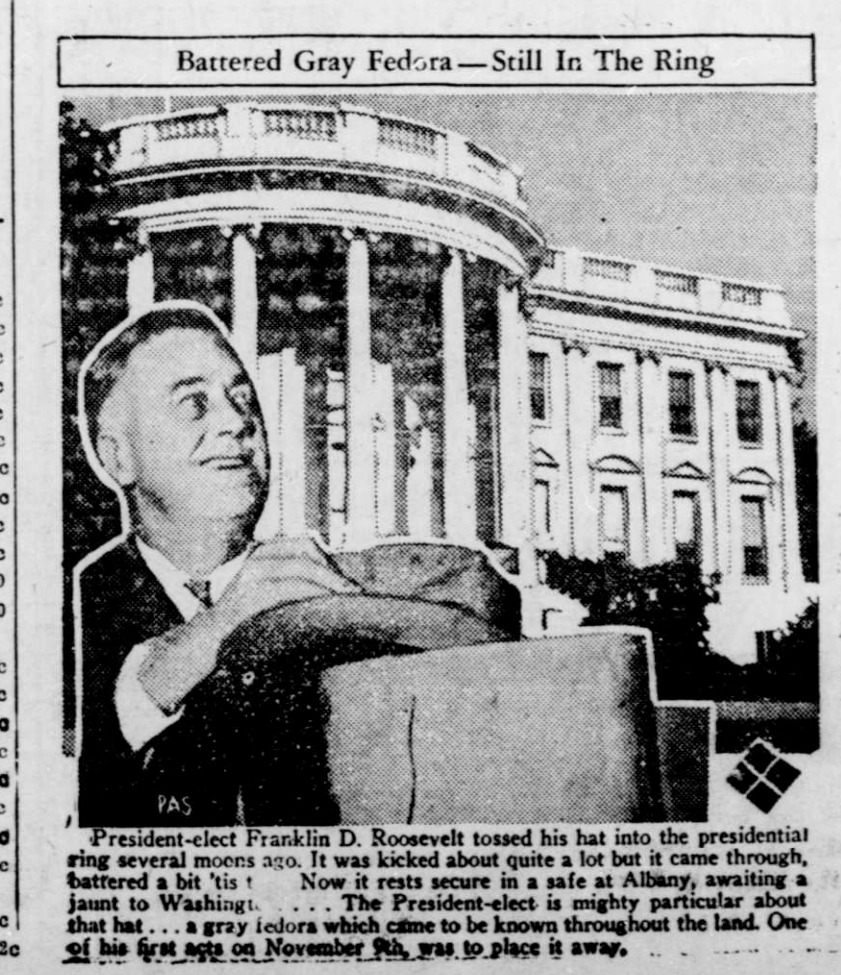 Battered Gray Fedora — Still In The Ring
PAS
President-elect Franklin D. Roosevelt tossed his hat into the presidential
ring several moons ago. It was kicked about quite a lot but it came through,
battered a bit 'tis t Now it rests secure in a safe at Albany, awaiting a
jaunt to Washingt. . . . . The President-elect is mighty particular about
that hat . . . a gray fedora which came to be known throughout the land. One
of his first acts on November 9th, was to place it away.